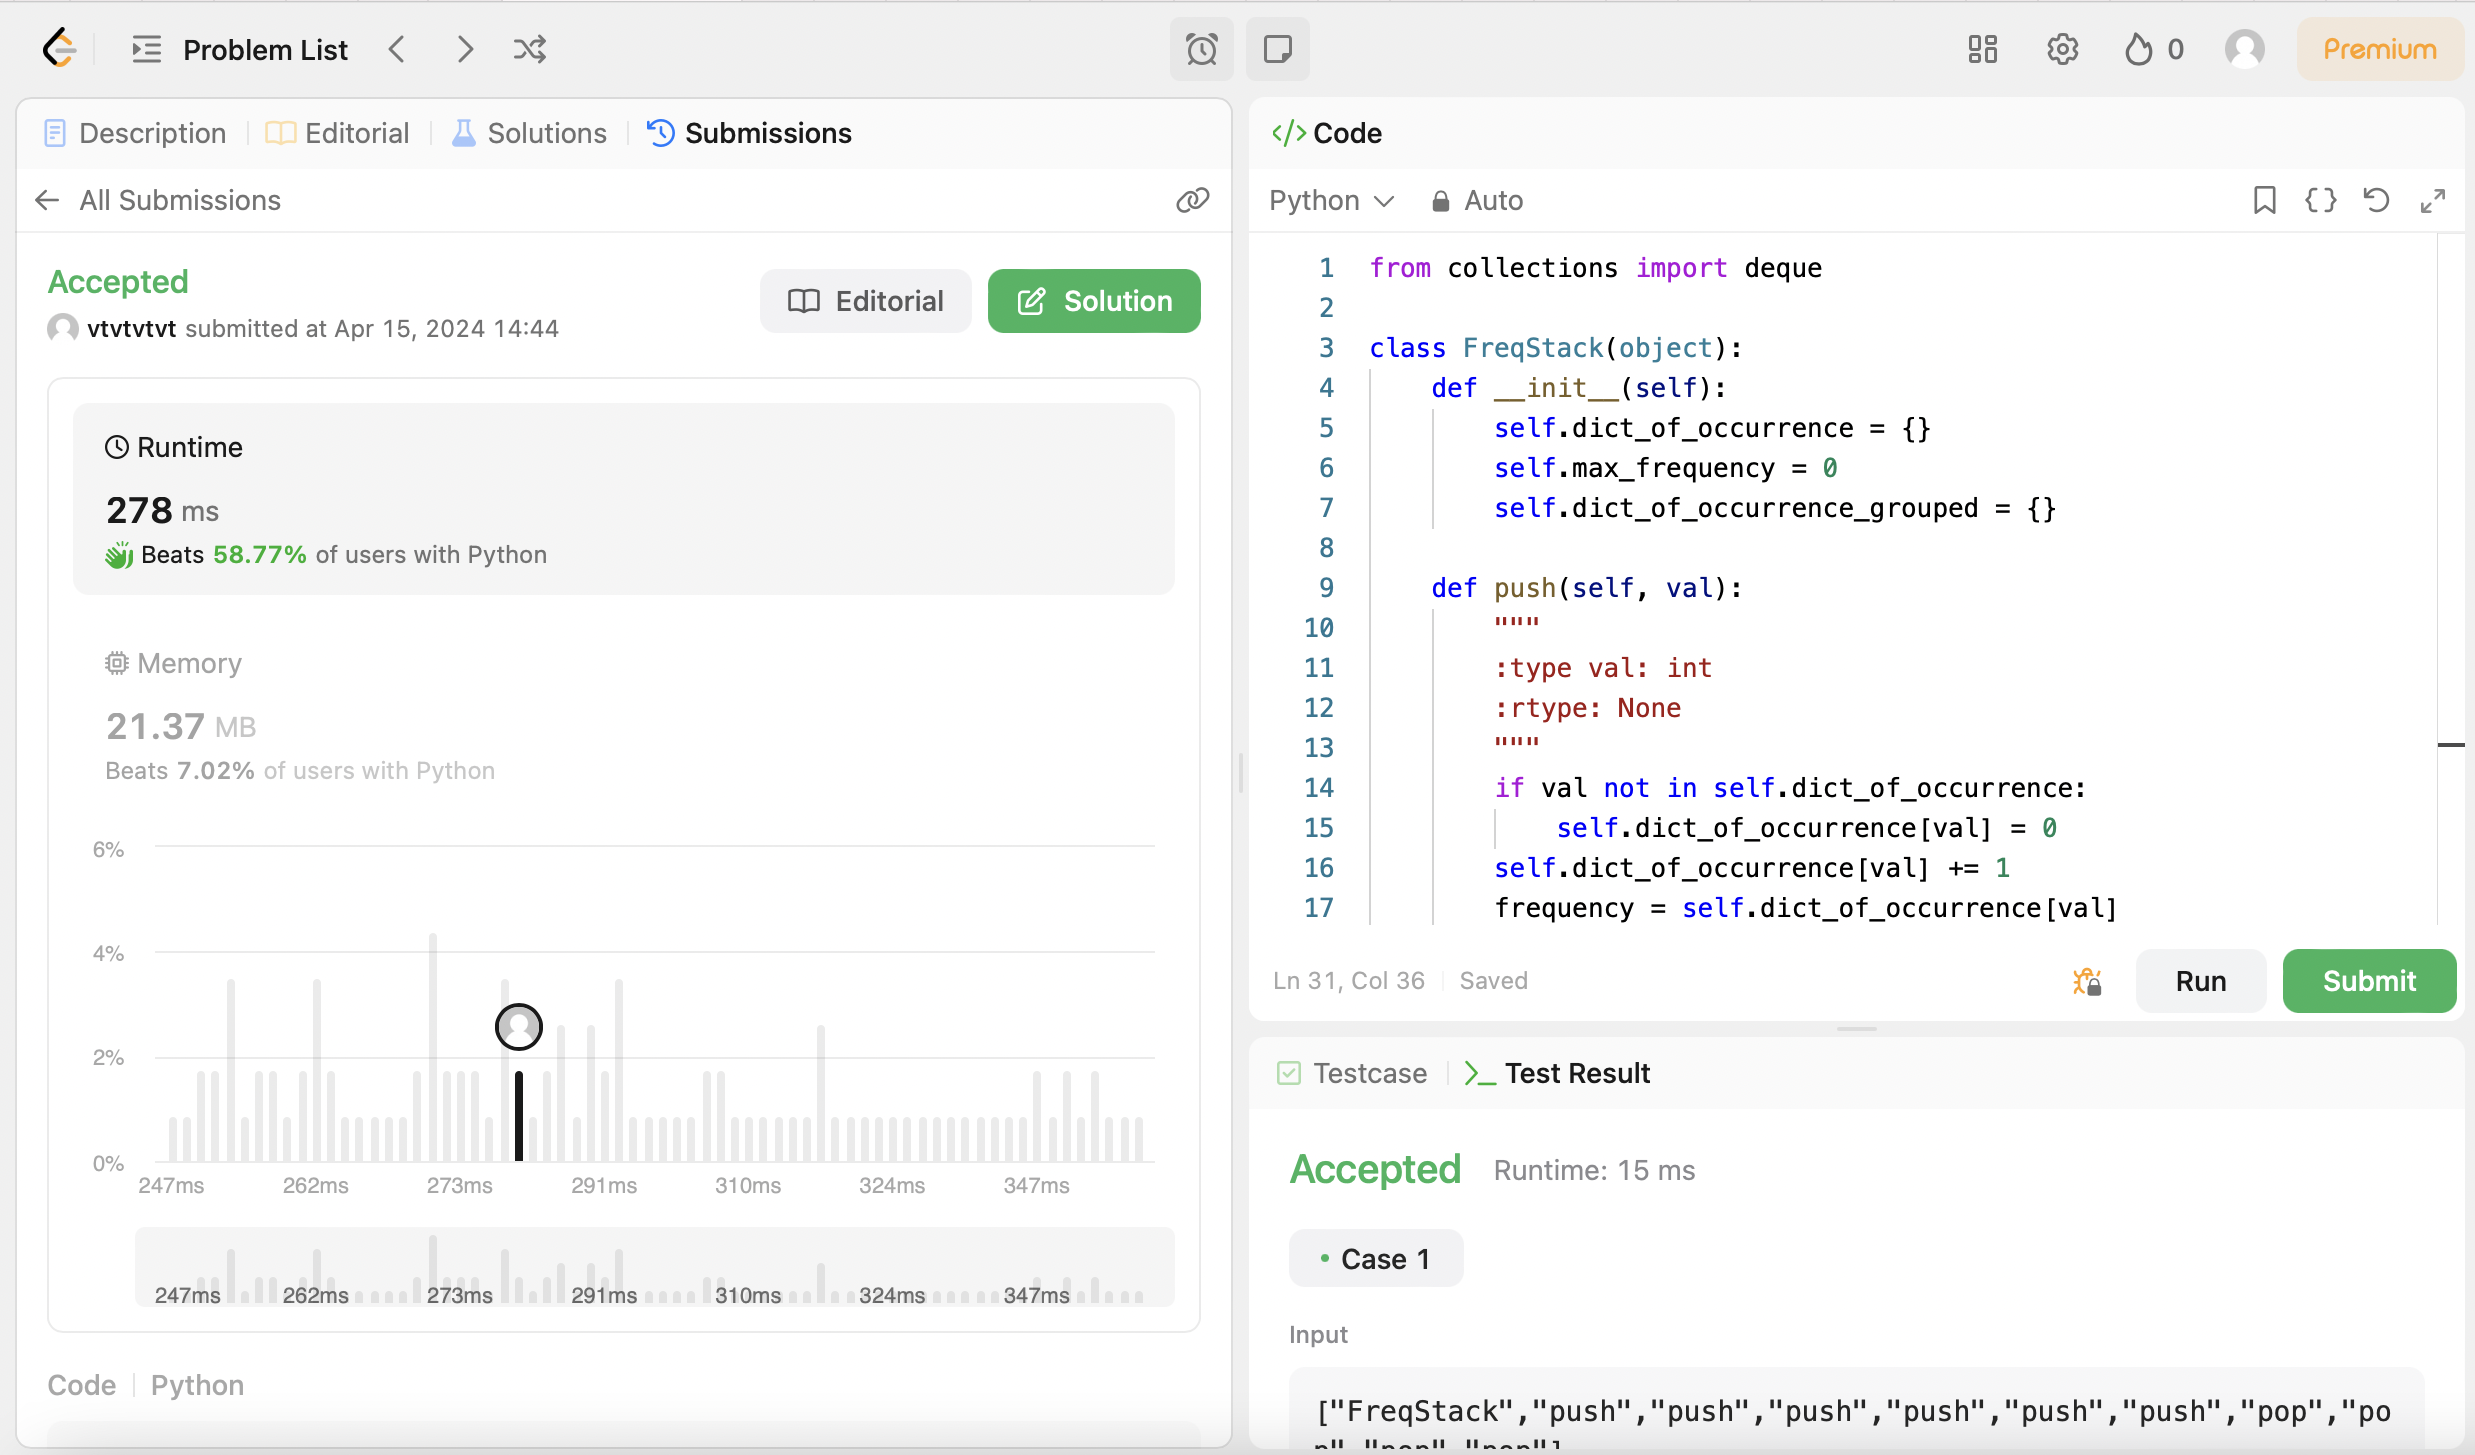 Problem List
0
Premium
Description
Editorial
Solutions
Submissions
All Submissions
Accepted
vtvtvtvt submitted at Apr 15, 2024 14:44
Editorial
Solution
Runtime
278 ms
Beats 58.77% of users with Python
Memory
21.37 MB
Beats 7.02% of users with Python
6%
4%
2%
0%
247ms 262ms 273ms 291ms 310ms 324ms 347ms
247ms 262ms 273ms 291ms 310ms 324ms 347ms
Code Python
</> Code
Python
Auto
1 from collections import deque
2
3 class FreqStack(object):
4     def __init__(self):
5         self.dict_of_occurrence = {}
6         self.max_frequency = 0
7         self.dict_of_occurrence_grouped = {}
8
9     def push(self, val):
10         """
11         :type val: int
12         :rtype: None
13         """
14         if val not in self.dict_of_occurrence:
15             self.dict_of_occurrence[val] = 0
16         self.dict_of_occurrence[val] += 1
17         frequency = self.dict_of_occurrence[val]
Ln 31, Col 36 Saved
Run
Submit
Testcase
Test Result
Accepted Runtime: 15 ms
Case 1
Input
["FreqStack","push","push","push","push","push","push","pop","po
p","pop","pop"]